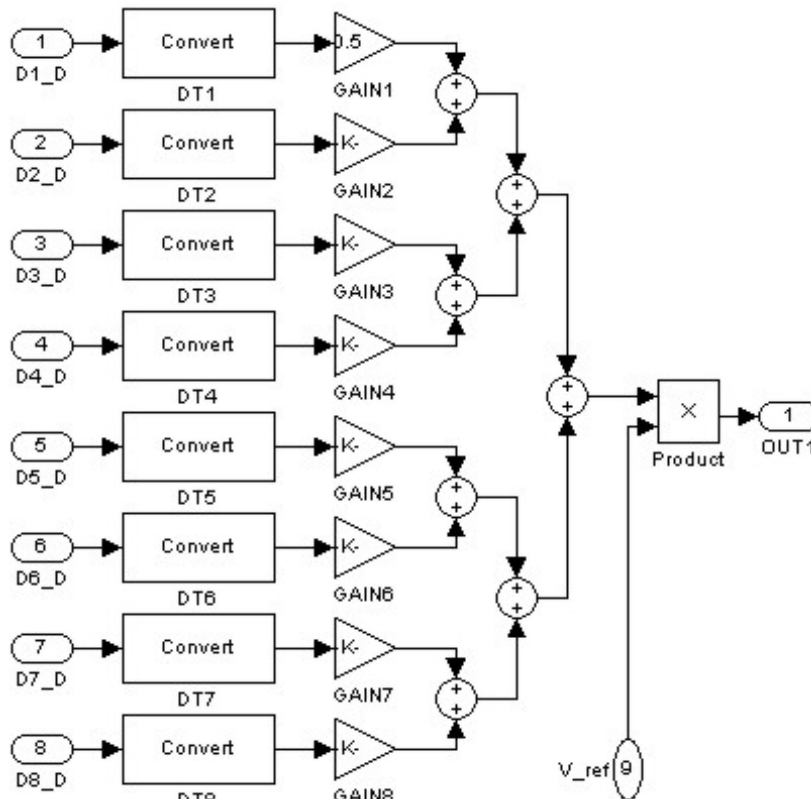 1
Convert
0.5
D1_D
DT1
GAIN1
+
+
2
Convert
K-
D2_D
DT2
GAIN2
+
+
3
Convert
K-
D3_D
DT3
GAIN3
+
+
4
Convert
K-
D4_D
DT4
GAIN4
+
+
×
1
Product
OUT1
5
Convert
K-
D5_D
DT5
GAIN5
+
+
6
Convert
K-
D6_D
DT6
GAIN6
+
+
7
Convert
K-
D7_D
DT7
GAIN7
+
+
8
Convert
K-
D8_D
GAIN8
V_ref
9